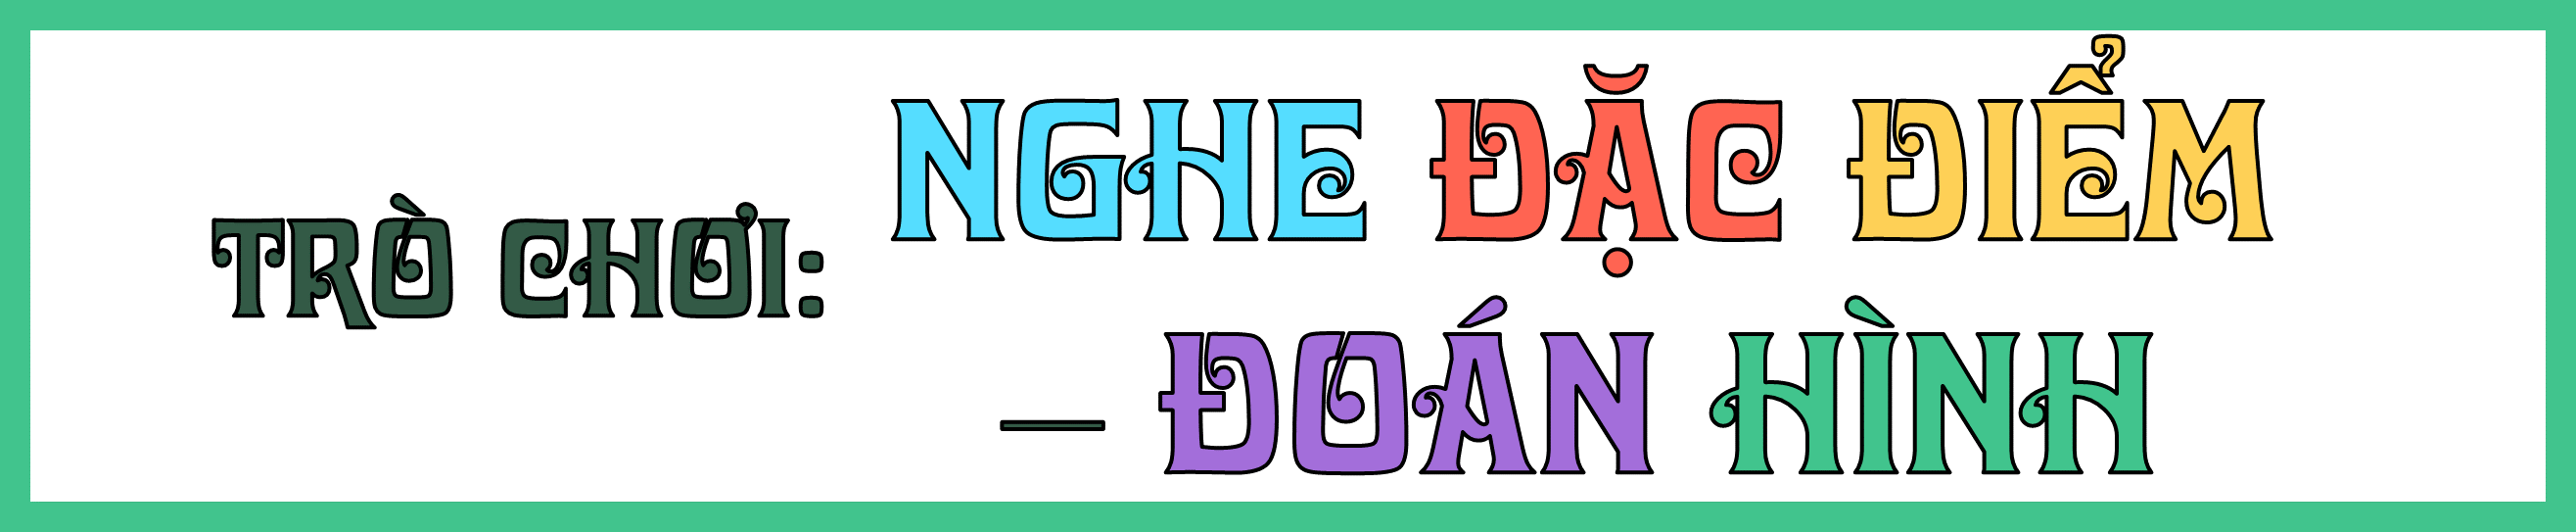 TRÒ CHƠI: NGHE ĐẶC ĐIỂM
— ĐOÁN HÌNH